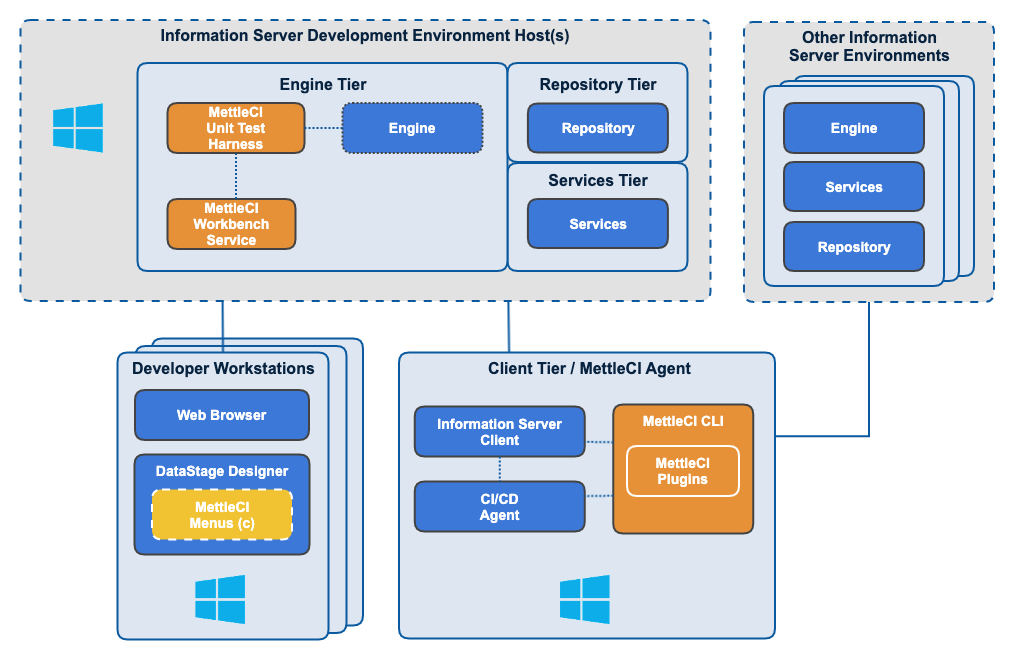 Information Server Development Environment Host(s)
Engine Tier
MettleCI
Unit Test
Harness
Engine
MettleCI
Workbench
Service
Repository Tier
Repository
Services Tier
Services
Other Information
Server Environments
Engine
Services
Repository
Developer Workstations
Web Browser
DataStage Designer
MettleCI
Menus (c)
Client Tier / MettleCI Agent
Information Server
Client
CI/CD
Agent
MettleCI CLI
MettleCI
Plugins